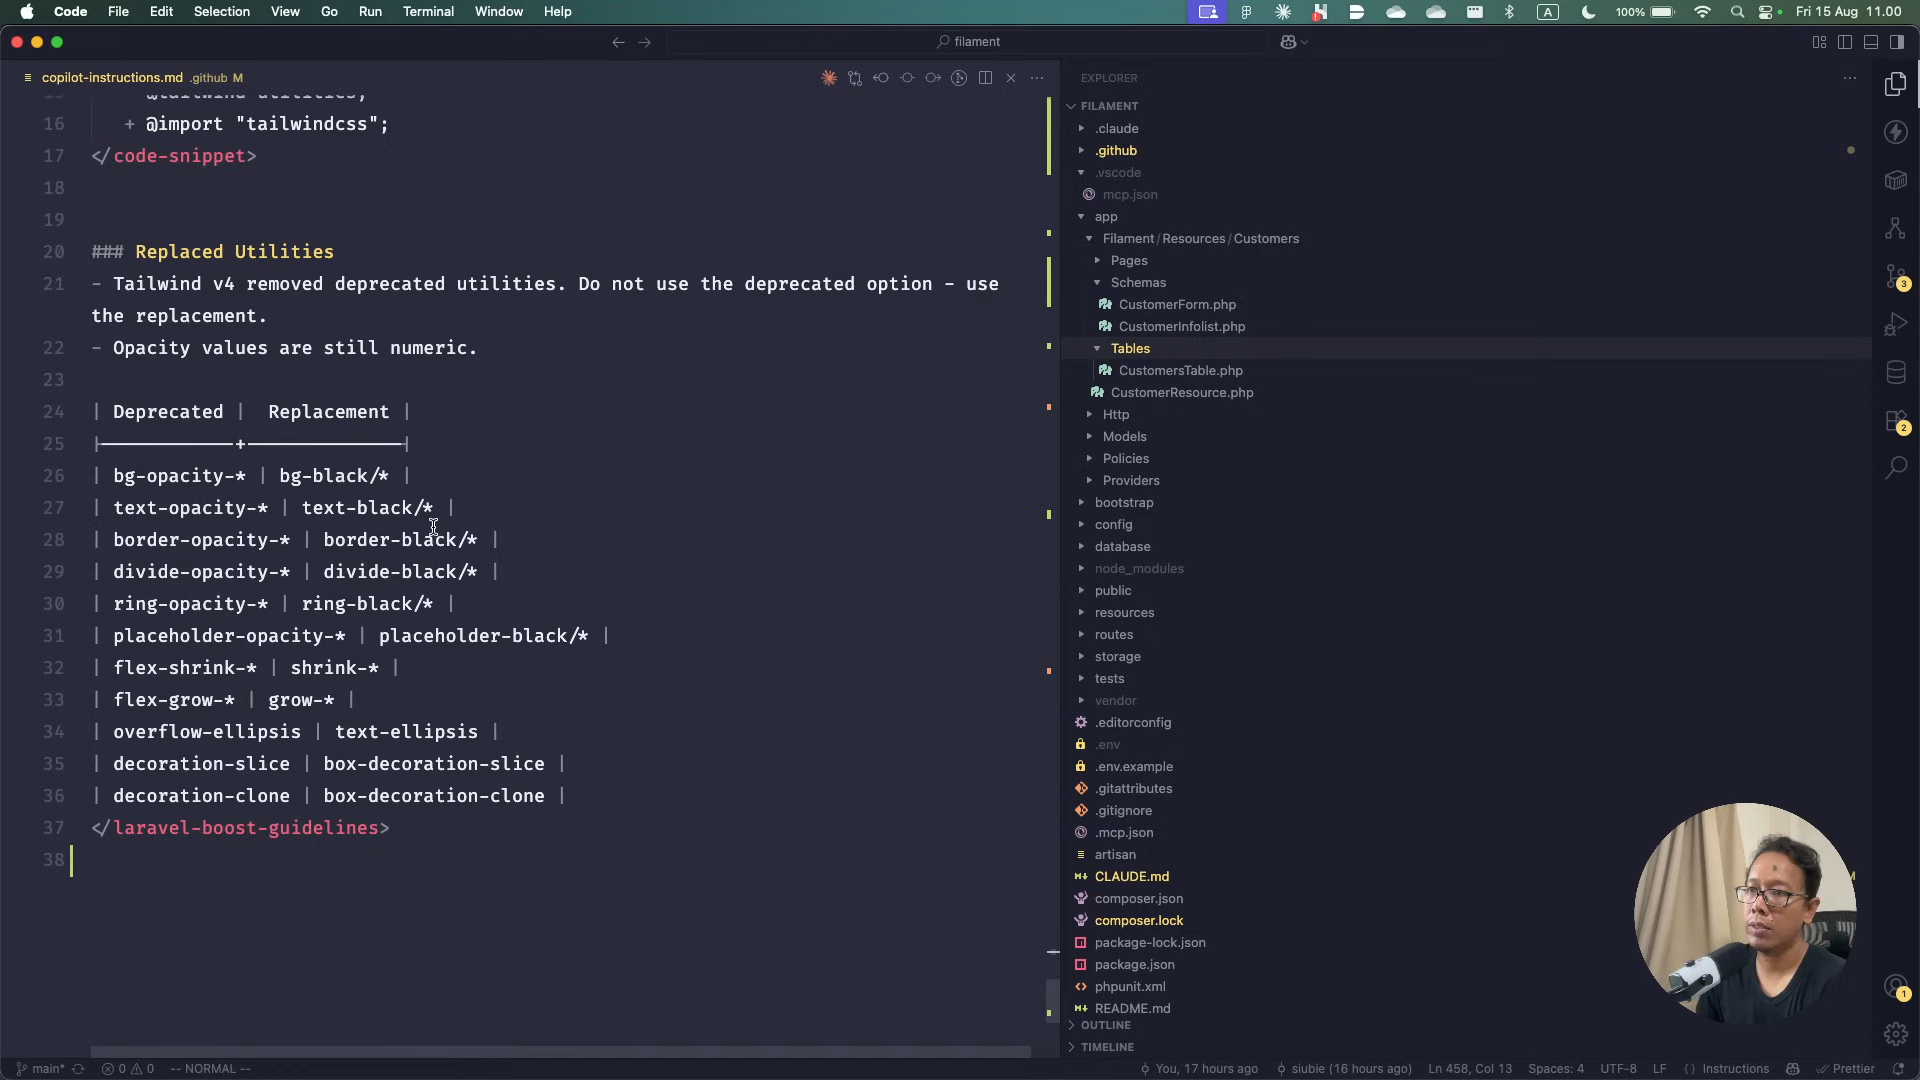 Code File Edit Selection View Go Run Terminal Window Help
A 100% Fri 15 Aug 11.00
filament
copilot-instructions.md .github M
16 + @import "tailwindcss";
17 </code-snippet>
18
19
20 ### Replaced Utilities
21 - Tailwind v4 removed deprecated utilities. Do not use the deprecated option - use
the replacement.
22 - Opacity values are still numeric.
23
24 | Deprecated | Replacement |
25 |------------+--------------|
26 | bg-opacity-* | bg-black/* |
27 | text-opacity-* | text-black/* |
28 | border-opacity-* | border-black/* |
29 | divide-opacity-* | divide-black/* |
30 | ring-opacity-* | ring-black/* |
31 | placeholder-opacity-* | placeholder-black/* |
32 | flex-shrink-* | shrink-* |
33 | flex-grow-* | grow-* |
34 | overflow-ellipsis | text-ellipsis |
35 | decoration-slice | box-decoration-slice |
36 | decoration-clone | box-decoration-clone |
37 </laravel-boost-guidelines>
38
EXPLORER
FILAMENT
.claude
.github
.vscode
mcp.json
app
Filament/Resources/Customers
Pages
Schemas
CustomerForm.php
CustomerInfolist.php
Tables
CustomersTable.php
CustomerResource.php
Http
Models
Policies
Providers
bootstrap
config
database
node_modules
public
resources
routes
storage
tests
vendor
.editorconfig
.env
.env.example
.gitattributes
.gitignore
.mcp.json
artisan
CLAUDE.md
composer.json
composer.lock
package-lock.json
package.json
phpunit.xml
README.md
OUTLINE
TIMELINE
3
2
1
main* 0 0 -- NORMAL --
You, 17 hours ago siubie (16 hours ago) Ln 458, Col 13 Spaces: 4 UTF-8 LF { } Instructions Prettier